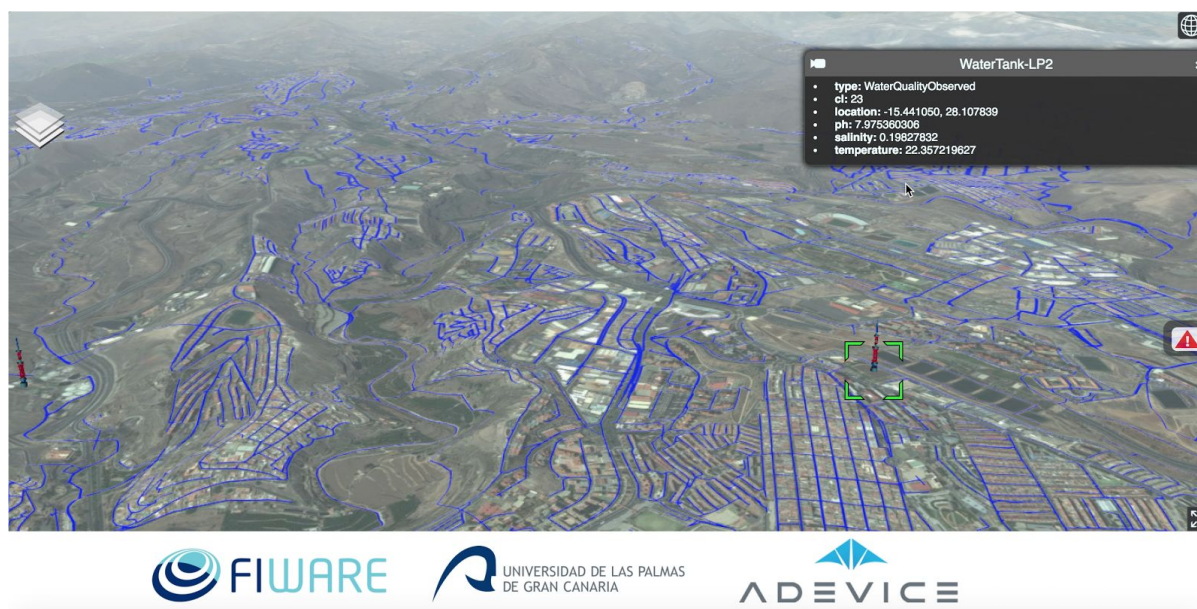 WaterTank-LP2
type: WaterQualityObserved
cl: 23
location: -15.441050, 28.107839
ph: 7.975360306
salinity: 0.19827832
temperature: 22.357219627
FIWARE
UNIVERSIDAD DE LAS PALMAS
DE GRAN CANARIA
ADEVICE